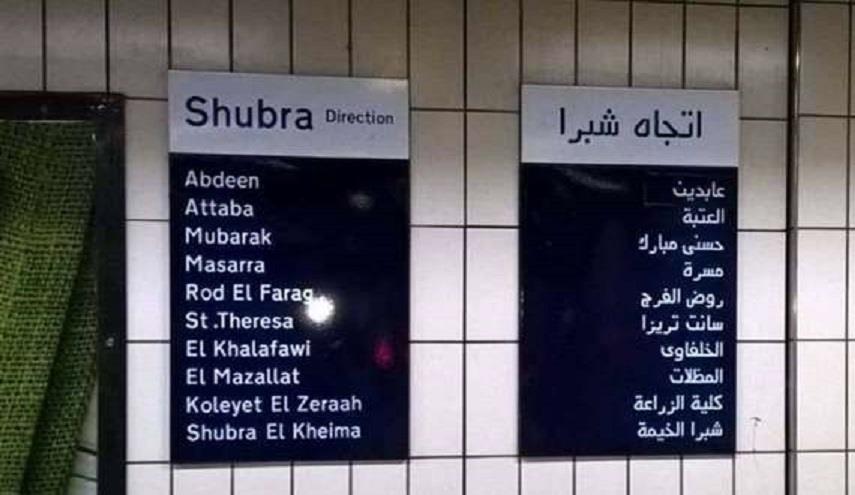 Shubra Direction
Abdeen
Attaba
Mubarak
Masarra
Rod El Farag
St .Theresa
El Khalafawi
El Mazallat
Koleyet El Zeraah
Shubra El Kheima
اتجاه شبرا
عابدين
العتبة
حسنى مبارك
مسرة
روض الفرج
سانت تريزا
الخلفاوى
المظلات
كلية الزراعة
شبرا الخيمة